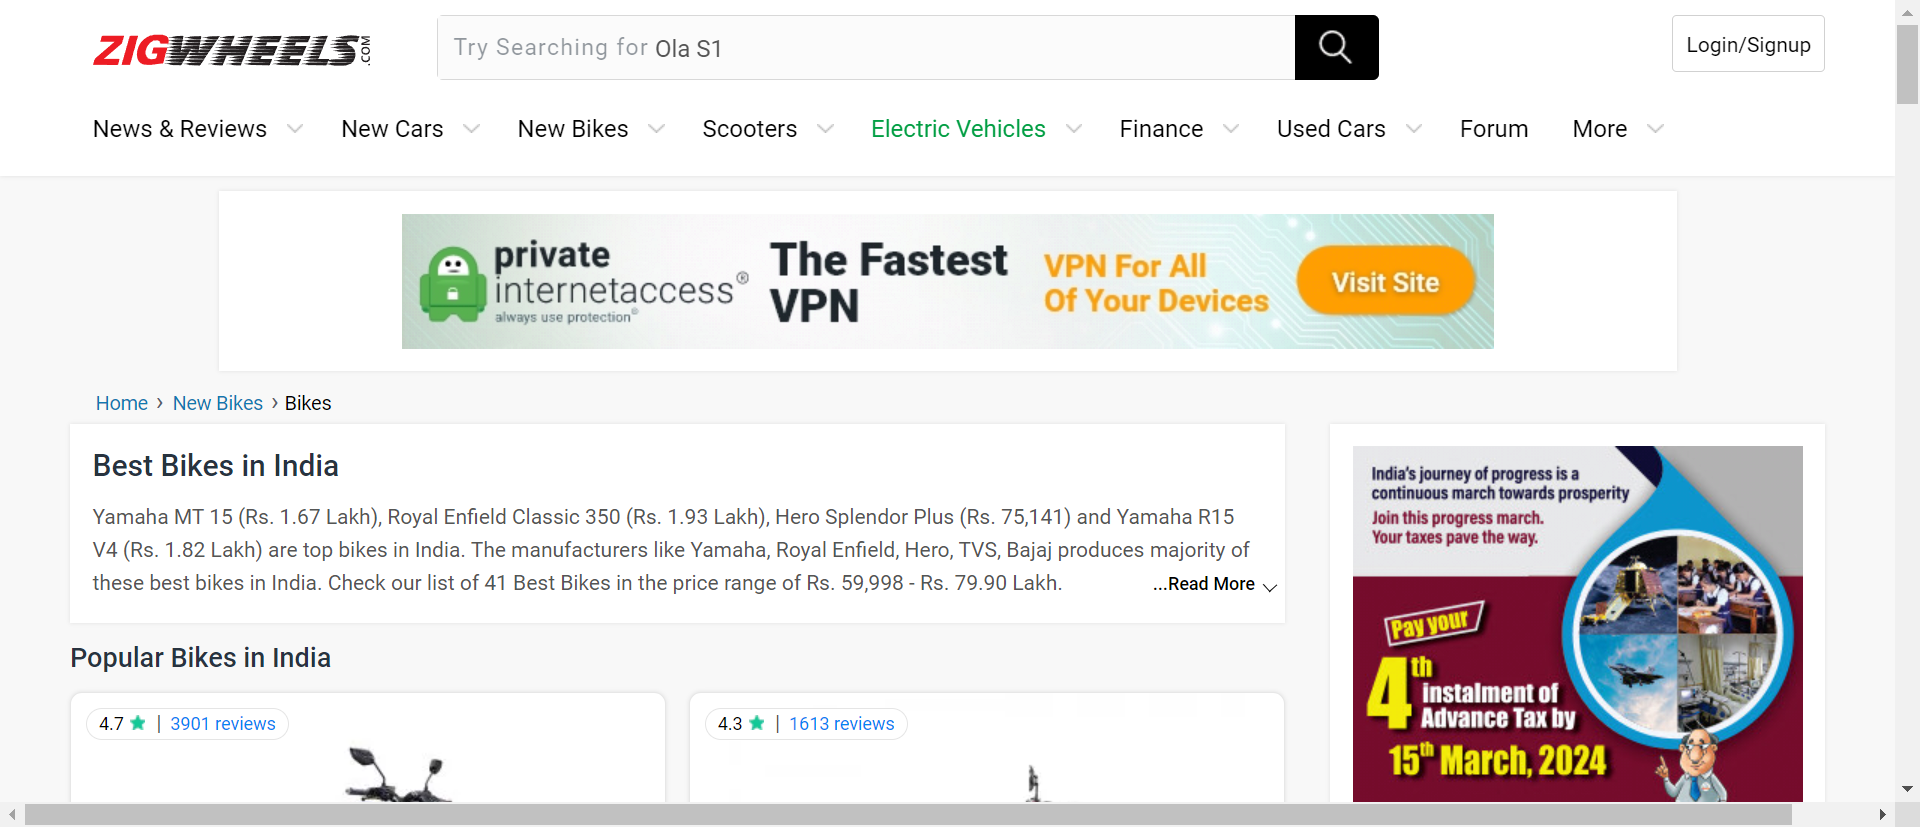 ZIGWHEELS.COM
Try Searching for Ola S1
Login/Signup
News & Reviews New Cars New Bikes Scooters Electric Vehicles Finance Used Cars Forum More
private
internetaccess®
always use protection®
The Fastest
VPN
VPN For All
Of Your Devices
Visit Site
Home › New Bikes › Bikes
Best Bikes in India
Yamaha MT 15 (Rs. 1.67 Lakh), Royal Enfield Classic 350 (Rs. 1.93 Lakh), Hero Splendor Plus (Rs. 75,141) and Yamaha R15
V4 (Rs. 1.82 Lakh) are top bikes in India. The manufacturers like Yamaha, Royal Enfield, Hero, TVS, Bajaj produces majority of
these best bikes in India. Check our list of 41 Best Bikes in the price range of Rs. 59,998 - Rs. 79.90 Lakh.
...Read More
Popular Bikes in India
4.7 ★ | 3901 reviews
4.3 ★ | 1613 reviews
India's journey of progress is a
continuous march towards prosperity
Join this progress march.
Your taxes pave the way.
Pay your
4th
instalment of
Advance Tax by
15th March, 2024